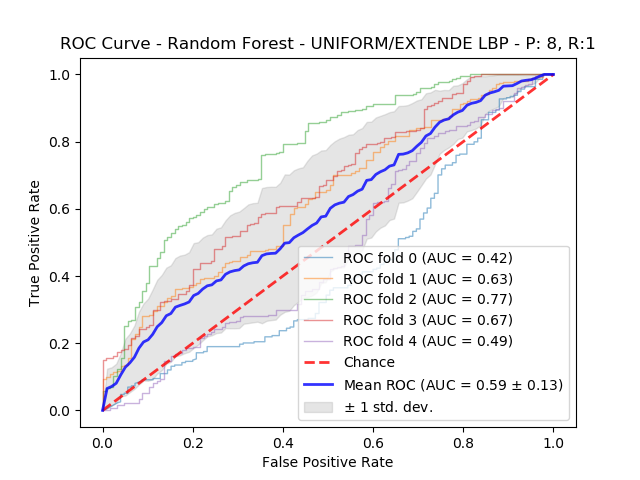 ROC Curve - Random Forest - UNIFORM/EXTENDE LBP - P: 8, R:1
True Positive Rate
1.0
0.8
0.6
0.4
0.2
0.0
ROC fold 0 (AUC = 0.42)
ROC fold 1 (AUC = 0.63)
ROC fold 2 (AUC = 0.77)
ROC fold 3 (AUC = 0.67)
ROC fold 4 (AUC = 0.49)
Chance
Mean ROC (AUC = 0.59 ± 0.13)
± 1 std. dev.
0.0 0.2 0.4 0.6 0.8 1.0
False Positive Rate